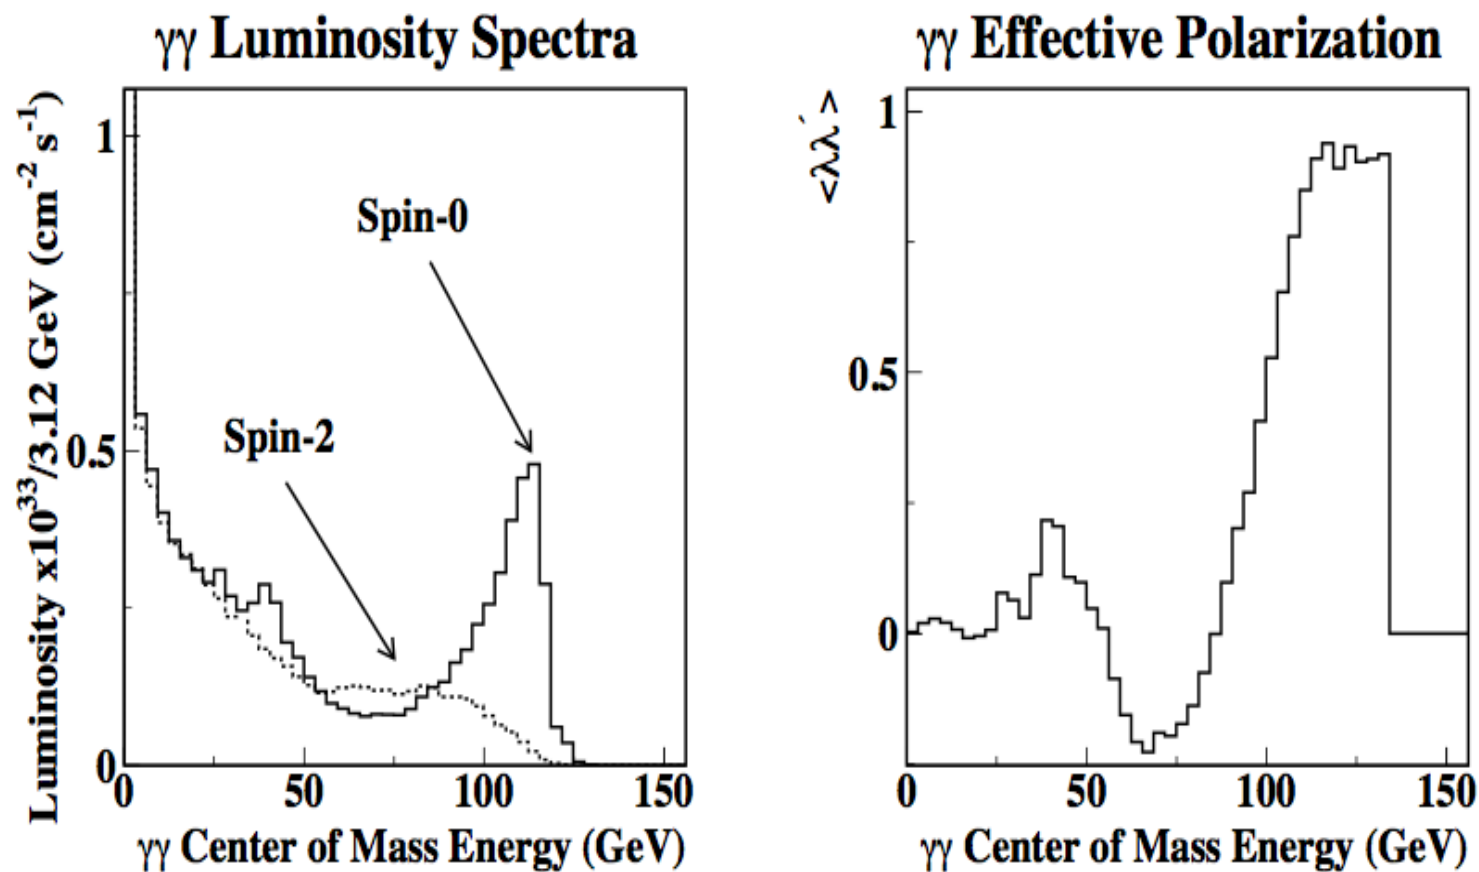 γγ Luminosity Spectra
Luminosity x10³³/3.12 GeV (cm⁻² s⁻¹)
1
0.5
0
Spin-0
Spin-2
0 50 100 150
γγ Center of Mass Energy (GeV)
γγ Effective Polarization
<λλ´>
1
0.5
0
0 50 100 150
γγ Center of Mass Energy (GeV)